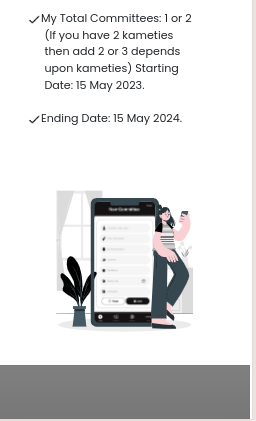 My Total Committees: 1 or 2
(If you have 2 kameties
then add 2 or 3 depends
upon kameties) Starting
Date: 15 May 2023.
Ending Date: 15 May 2024.